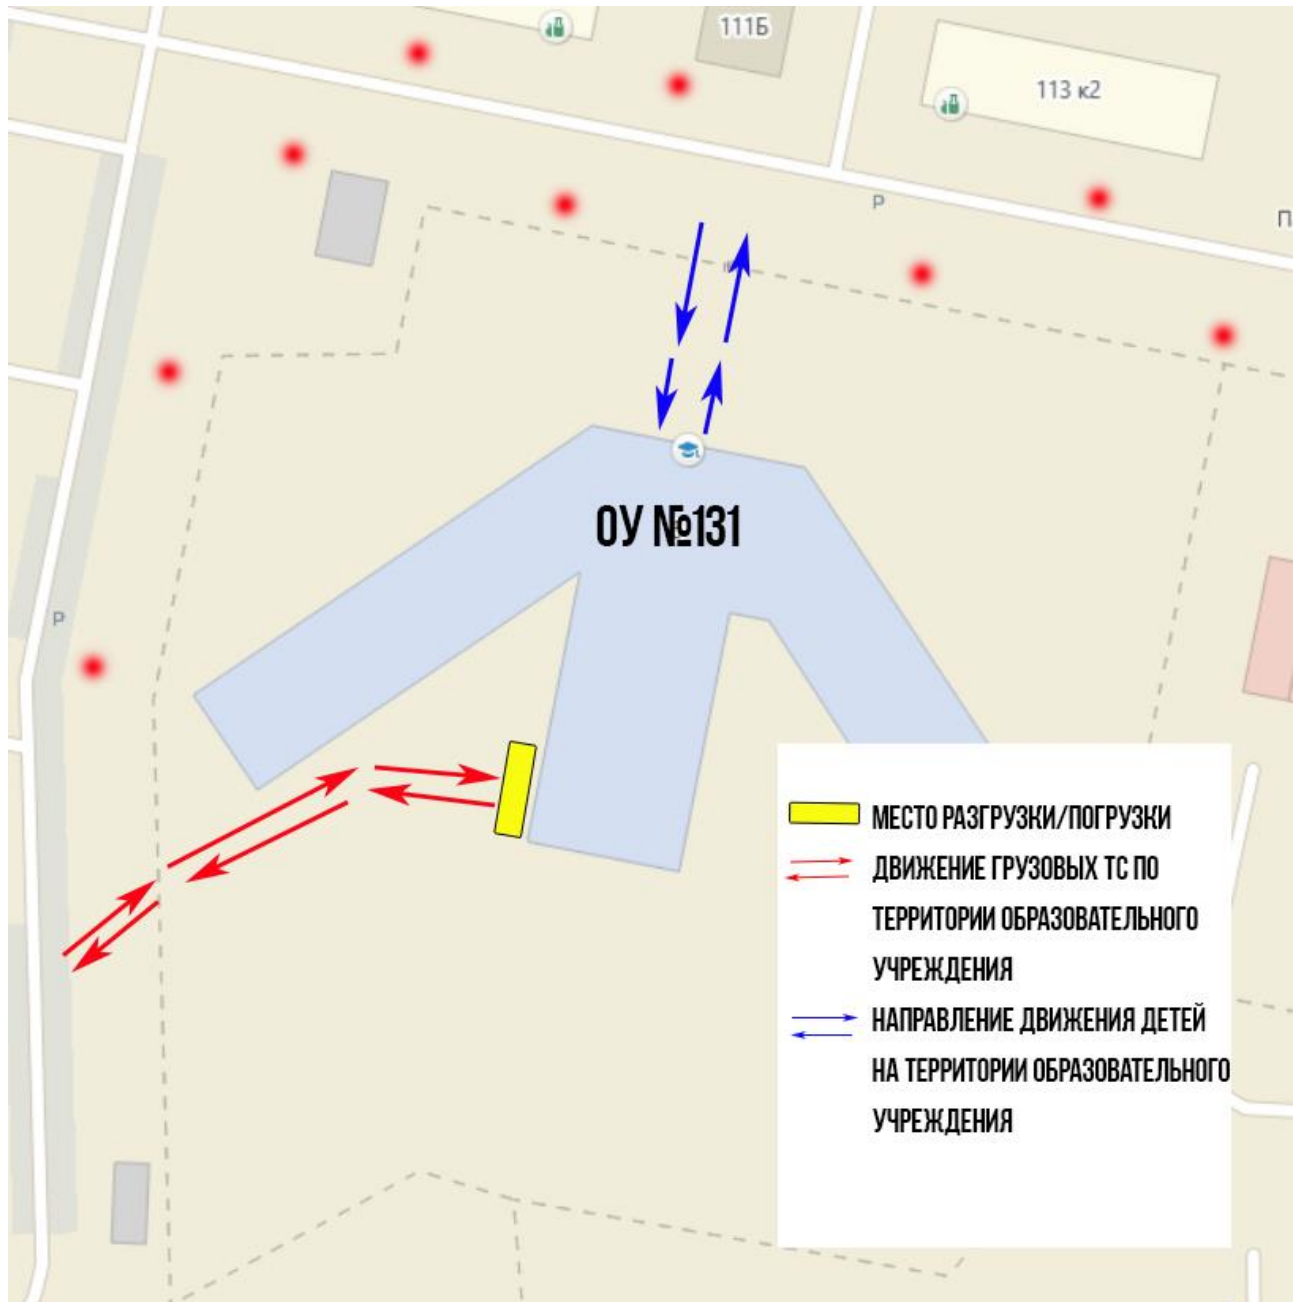 111Б
113 к2
P
П
ОУ №131
P
МЕСТО РАЗГРУЗКИ/ПОГРУЗКИ
ДВИЖЕНИЕ ГРУЗОВЫХ ТС ПО
ТЕРРИТОРИИ ОБРАЗОВАТЕЛЬНОГО
УЧРЕЖДЕНИЯ
НАПРАВЛЕНИЕ ДВИЖЕНИЯ ДЕТЕЙ
НА ТЕРРИТОРИИ ОБРАЗОВАТЕЛЬНОГО
УЧРЕЖДЕНИЯ